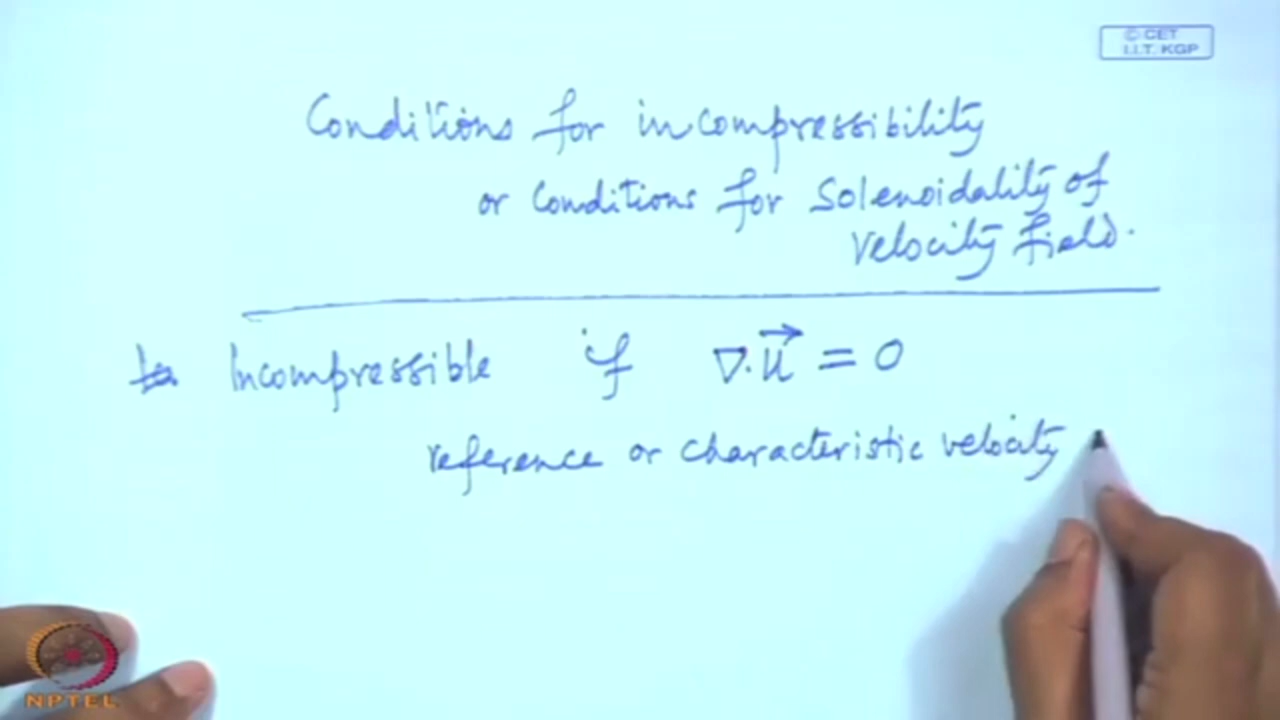 © CET
I.I.T. KGP
Conditions for incompressibility
or Conditions for Solenoidality of
velocity field.
Incompressible if ∇.u⃗ = 0
reference or characteristic velocity
NPTEL